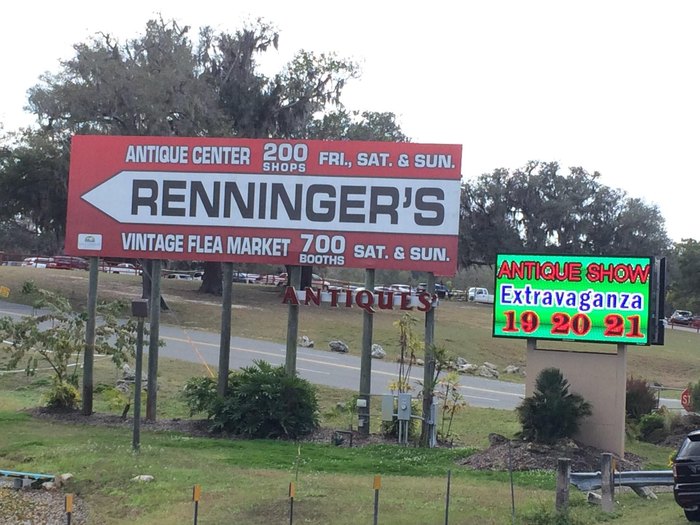 ANTIQUE CENTER 200 SHOPS FRI., SAT. & SUN.
RENNINGER'S
VINTAGE FLEA MARKET 700 BOOTHS SAT. & SUN.
ANTIQUES
ANTIQUE SHOW
Extravaganza
19 20 21